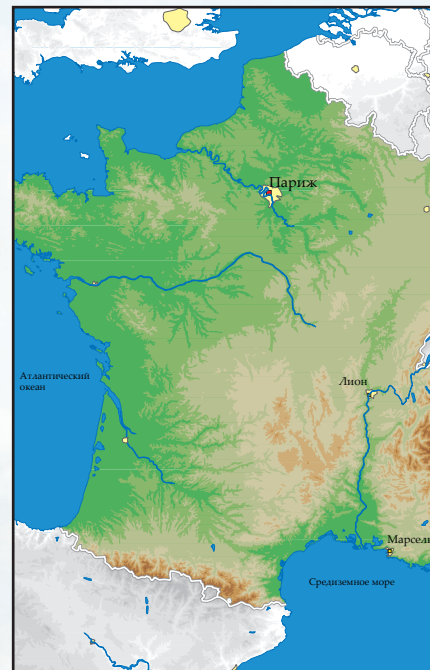 Париж
Атлантический
океан
Лион
Марсель
Средиземное море